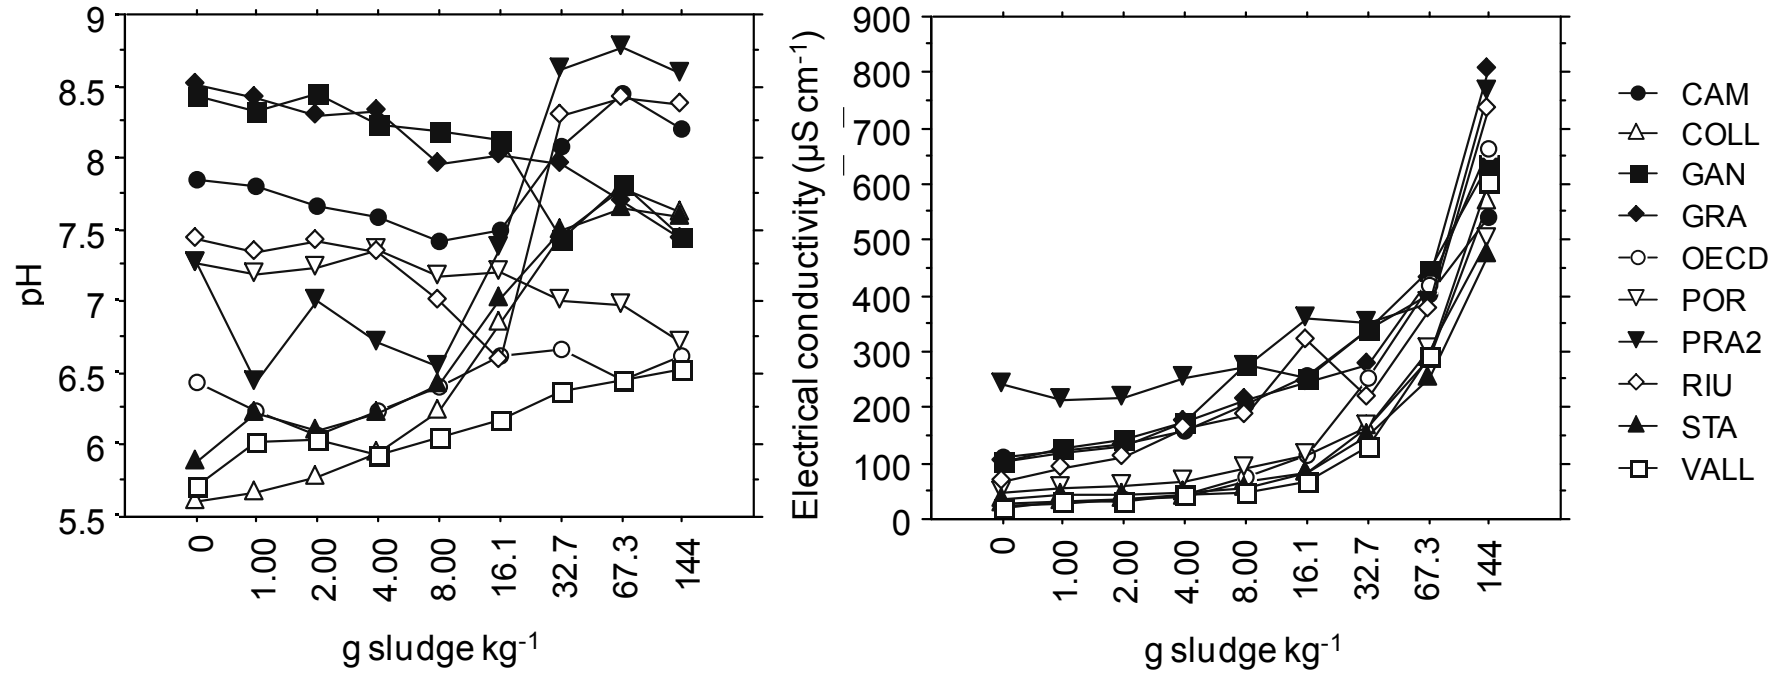 9
8.5
8
7.5
7
6.5
6
5.5
pH
0
1.00
2.00
4.00
8.00
16.1
32.7
67.3
144
g sludge kg-1
900
800
700
600
500
400
300
200
100
0
Electrical conductivity (µS cm-1)
0
1.00
2.00
4.00
8.00
16.1
32.7
67.3
144
g sludge kg-1
CAM
COLL
GAN
GRA
OECD
POR
PRA2
RIU
STA
VALL